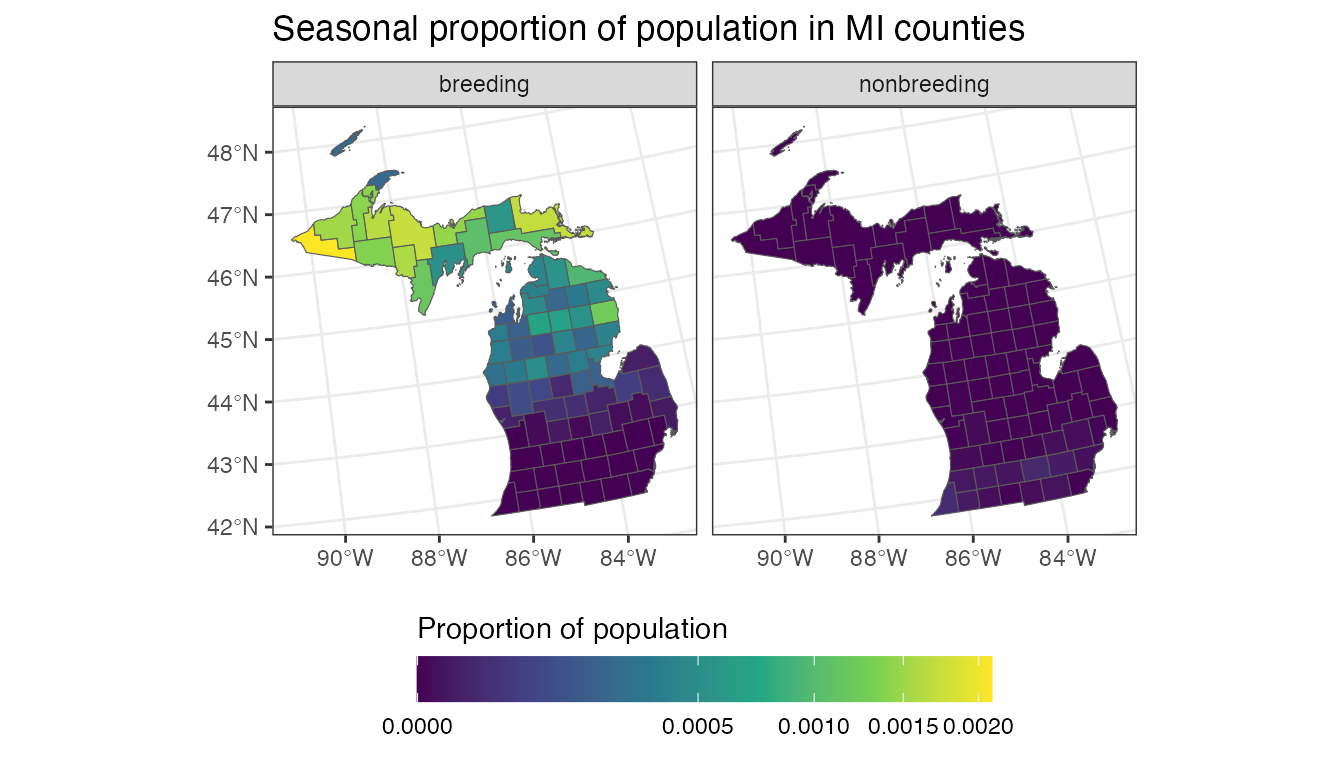 Seasonal proportion of population in MI counties
breeding
nonbreeding
48°N
47°N
46°N
45°N
44°N
43°N
42°N
90°W 88°W 86°W 84°W
90°W 88°W 86°W 84°W
Proportion of population
0.0000 0.0005 0.0010 0.0015 0.0020